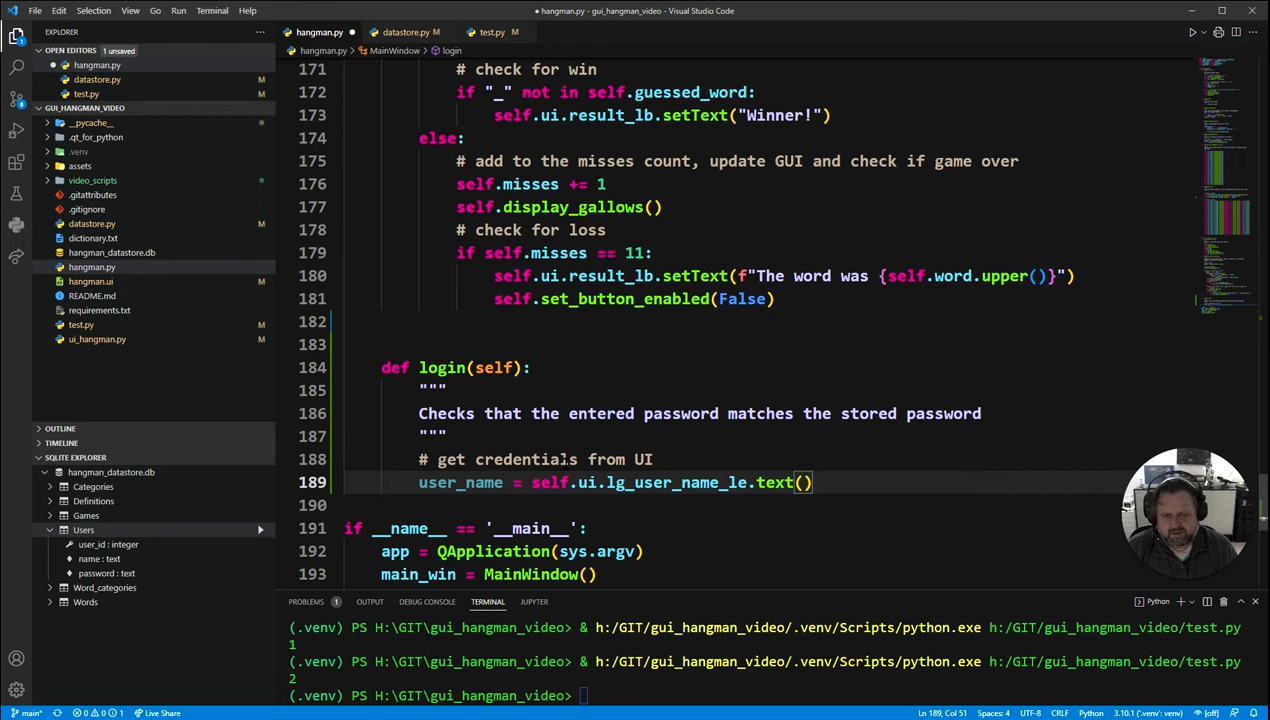 File Edit Selection View Go Run Terminal Help
● hangman.py - gui_hangman_video - Visual Studio Code
EXPLORER
OPEN EDITORS 1 unsaved
hangman.py
datastore.py M
test.py M
GUI_HANGMAN_VIDEO
__pycache__
.qt_for_python
.venv
assets
video_scripts
.gitattributes
.gitignore
datastore.py M
dictionary.txt
hangman_datastore.db
hangman.py
hangman.ui M
README.md
requirements.txt
test.py M
ui_hangman.py M
OUTLINE
TIMELINE
SQLITE EXPLORER
hangman_datastore.db
Categories
Definitions
Games
Users
user_id : integer
name : text
password : text
Word_categories
Words
hangman.py ● datastore.py M test.py M
hangman.py > MainWindow > login
171 # check for win
172 if "_" not in self.guessed_word:
173 self.ui.result_lb.setText("Winner!")
174 else:
175 # add to the misses count, update GUI and check if game over
176 self.misses += 1
177 self.display_gallows()
178 # check for loss
179 if self.misses == 11:
180 self.ui.result_lb.setText(f"The word was {self.word.upper()}")
181 self.set_button_enabled(False)
182
183
184 def login(self):
185 """
186 Checks that the entered password matches the stored password
187 """
188 # get credentials from UI
189 user_name = self.ui.lg_user_name_le.text()
190
191 if __name__ == '__main__':
192 app = QApplication(sys.argv)
193 main_win = MainWindow()
PROBLEMS 1 OUTPUT DEBUG CONSOLE TERMINAL JUPYTER
Python
(.venv) PS H:\GIT\gui_hangman_video> & h:/GIT/gui_hangman_video/.venv/Scripts/python.exe h:/GIT/gui_hangman_video/test.py
1
(.venv) PS H:\GIT\gui_hangman_video> & h:/GIT/gui_hangman_video/.venv/Scripts/python.exe h:/GIT/gui_hangman_video/test.py
2
(.venv) PS H:\GIT\gui_hangman_video>
main* 0 0 1 Live Share
Ln 189, Col 51 Spaces: 4 UTF-8 CRLF Python 3.10.1 ('.venv': venv) [off]